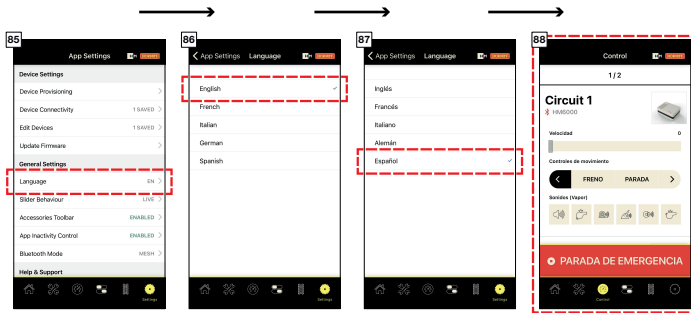 85
App Settings
Device Settings
Device Provisioning
Device Connectivity 1 SAVED
Edit Devices 1 SAVED
Update Firmware
General Settings
Language EN
Slider Behaviour LIVE
Accessories Toolbar ENABLED
App Inactivity Control ENABLED
Bluetooth Mode MESH
Help & Support
Settings
86
App Settings Language
English
French
Italian
German
Spanish
Settings
87
App Settings Language
Inglés
Francés
Italiano
Alemán
Español
Settings
88
Control
1/2
Circuit 1
HM6000
Velocidad 0
Controles de movimiento
FRENO PARADA
Sonidos (Vapor)
PARADA DE EMERGENCIA
Control